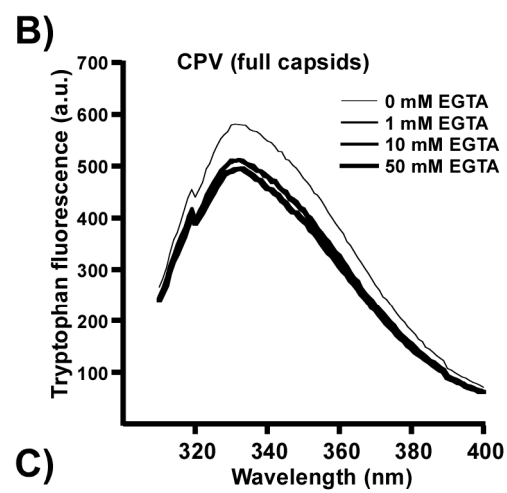 B)
CPV (full capsids)
Tryptophan fluorescence (a.u.)
700
600
500
400
300
200
100
0 mM EGTA
1 mM EGTA
10 mM EGTA
50 mM EGTA
320 340 360 380 400
Wavelength (nm)
C)